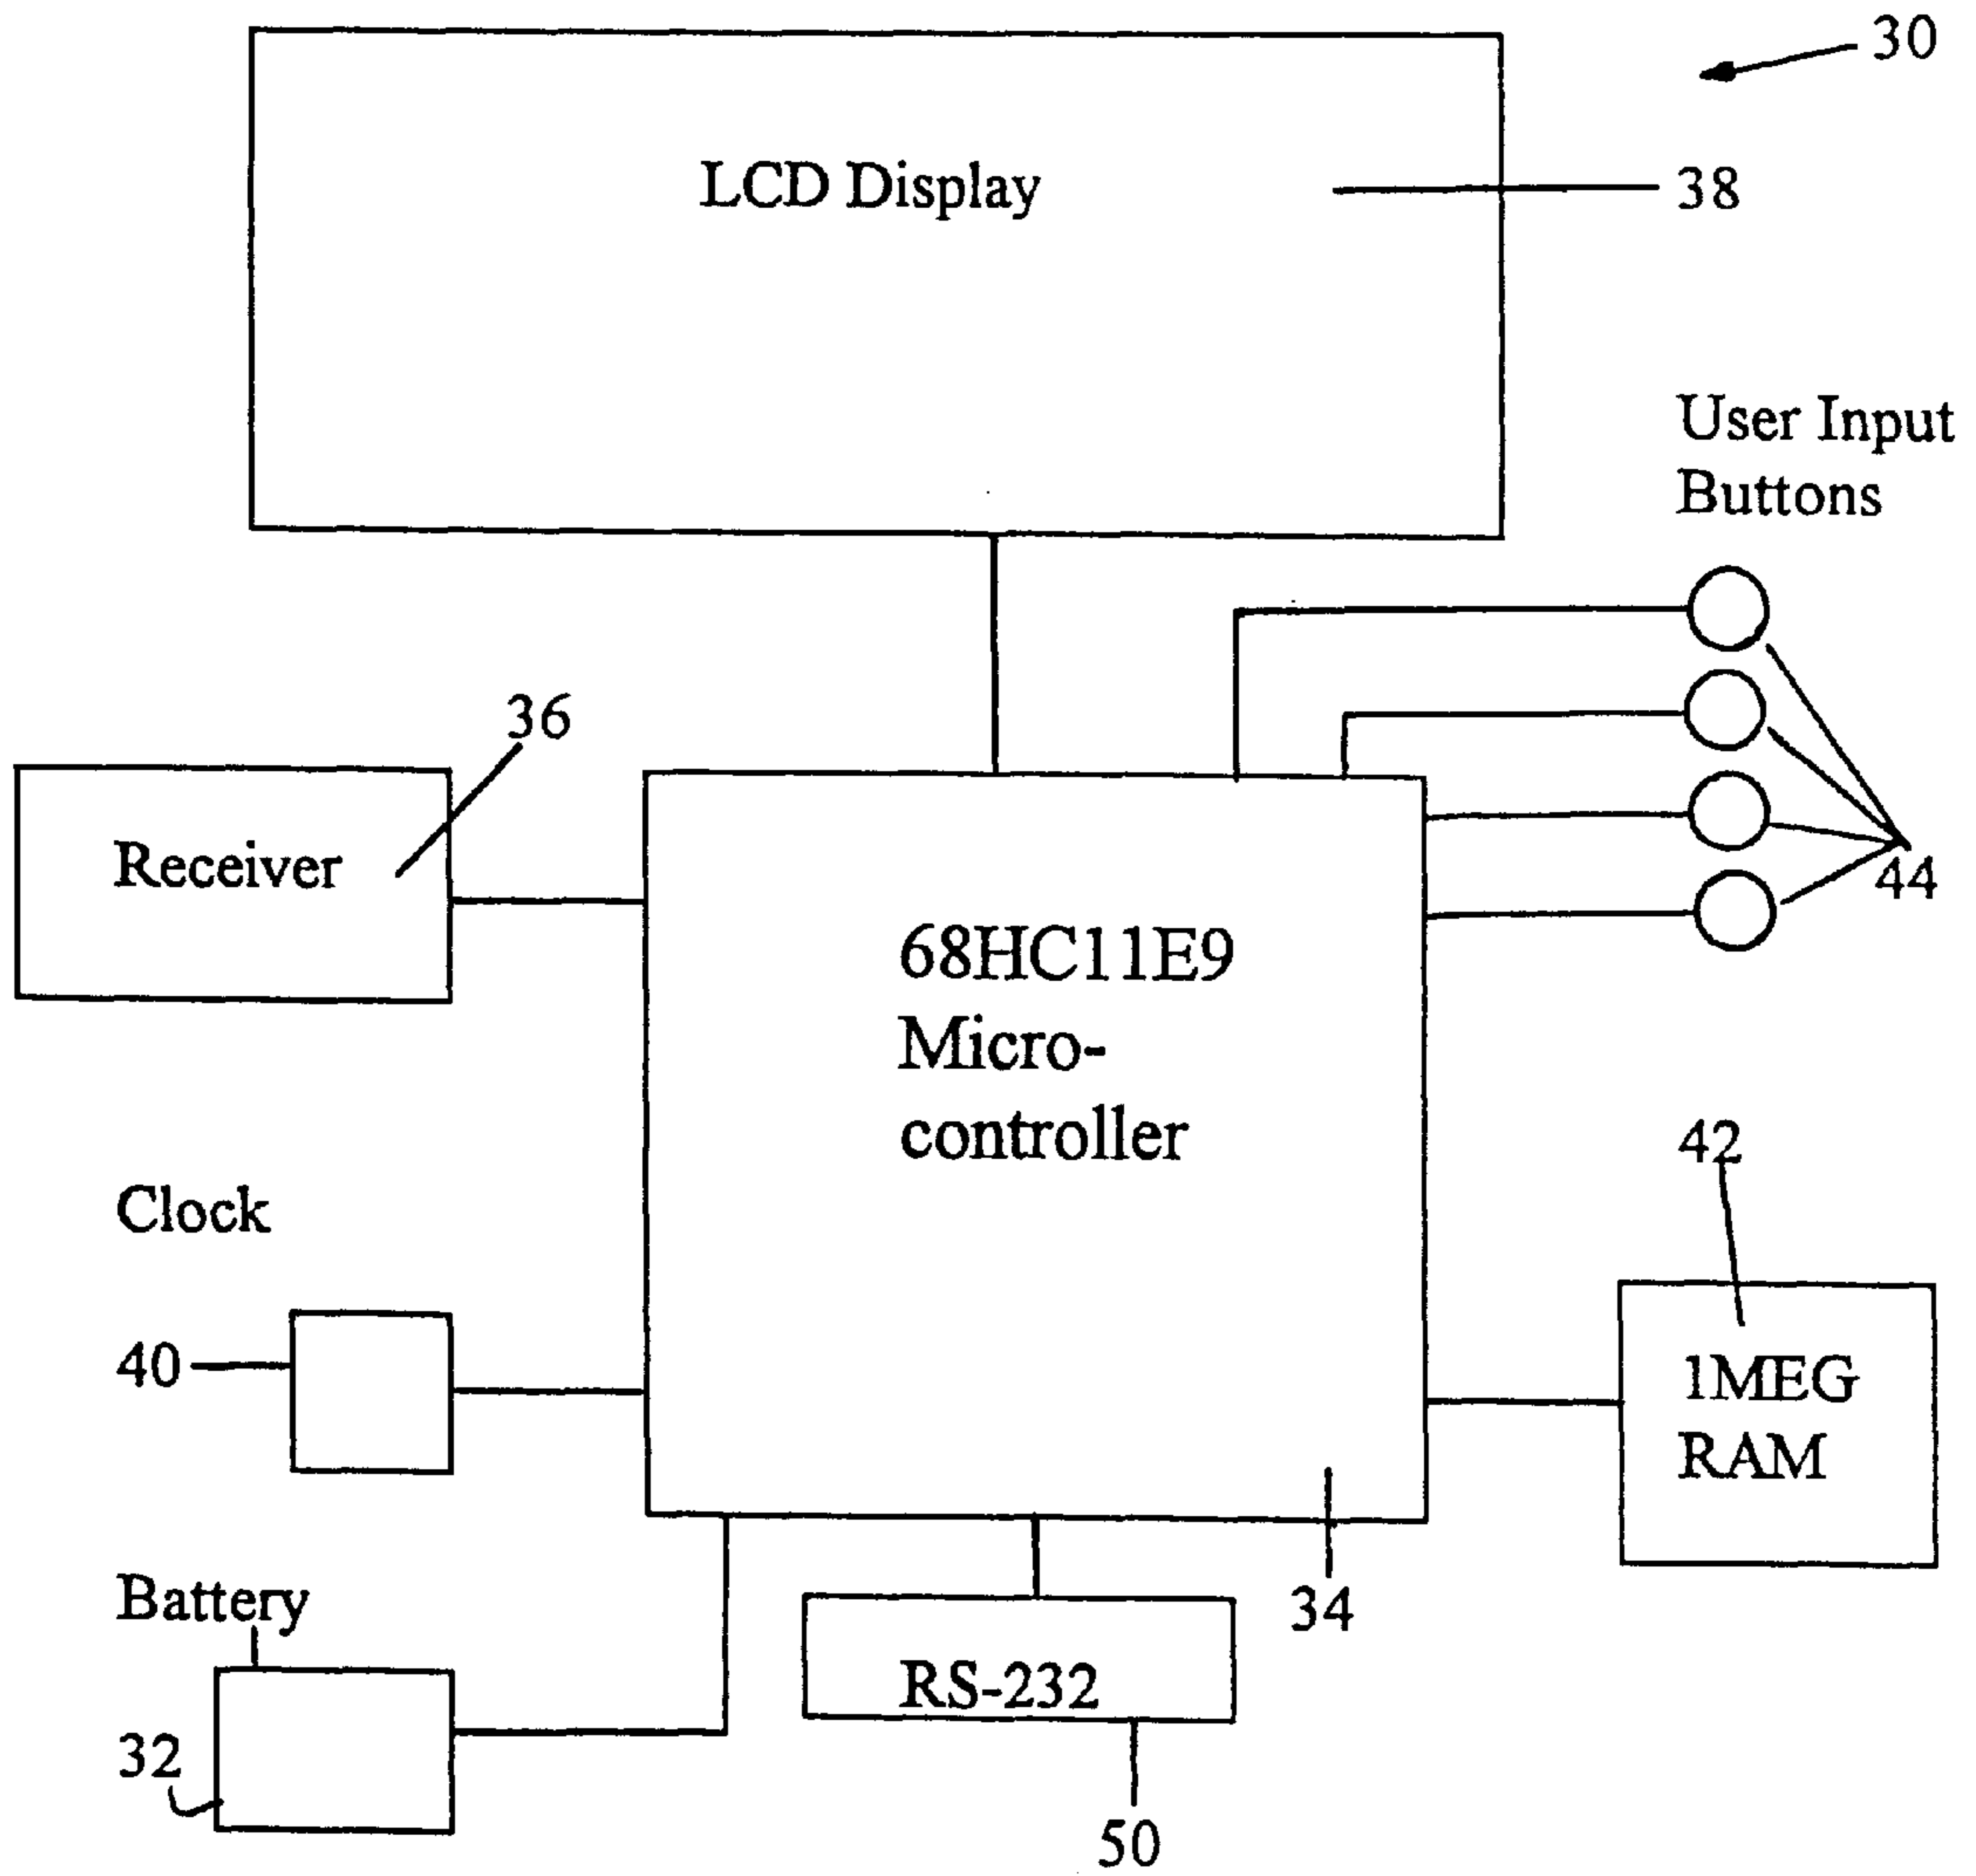 30
LCD Display
38
User Input
Buttons
36
Receiver
44
68HC11E9
Micro-
controller
42
Clock
40
1MEG
RAM
Battery
34
RS-232
32
50